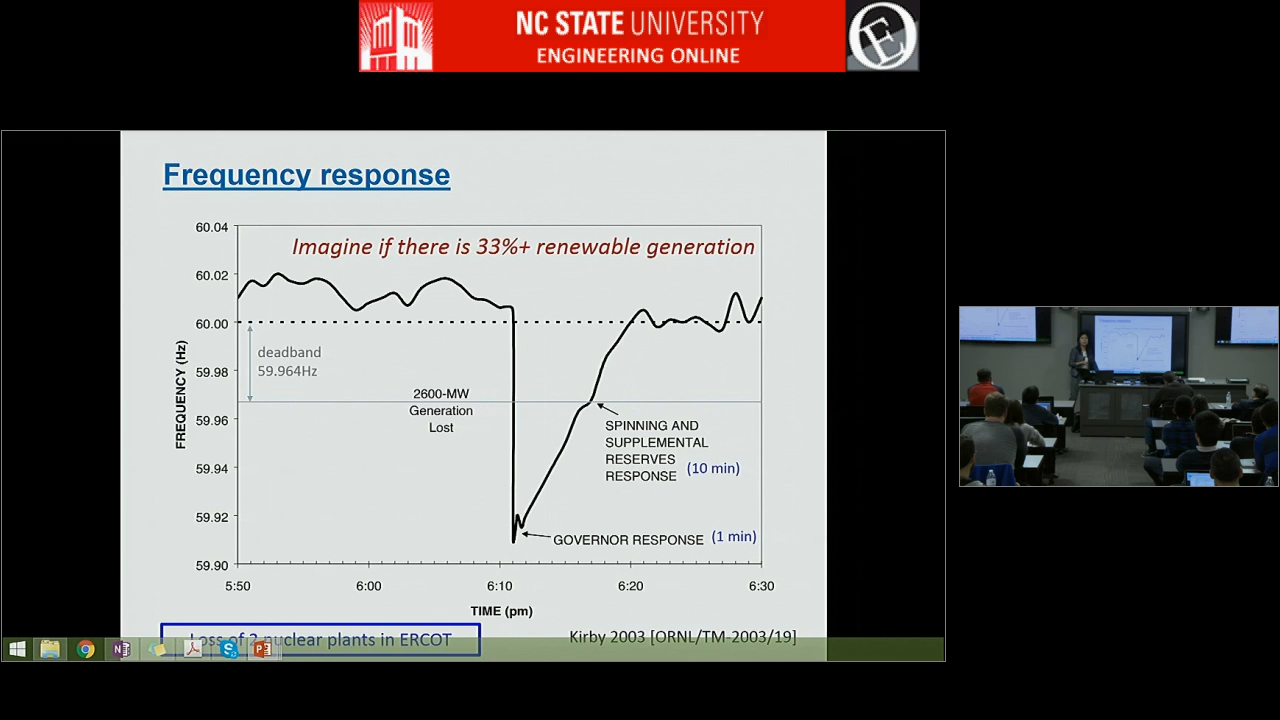 NC STATE UNIVERSITY
ENGINEERING ONLINE
Frequency response
Imagine if there is 33%+ renewable generation
60.04
60.02
60.00
59.98
59.96
59.94
59.92
59.90
FREQUENCY (Hz)
deadband
59.964Hz
2600-MW
Generation
Lost
SPINNING AND
SUPPLEMENTAL
RESERVES
RESPONSE (10 min)
GOVERNOR RESPONSE (1 min)
5:50 6:00 6:10 6:20 6:30
TIME (pm)
Loss of 2 nuclear plants in ERCOT
Kirby 2003 [ORNL/TM-2003/19]